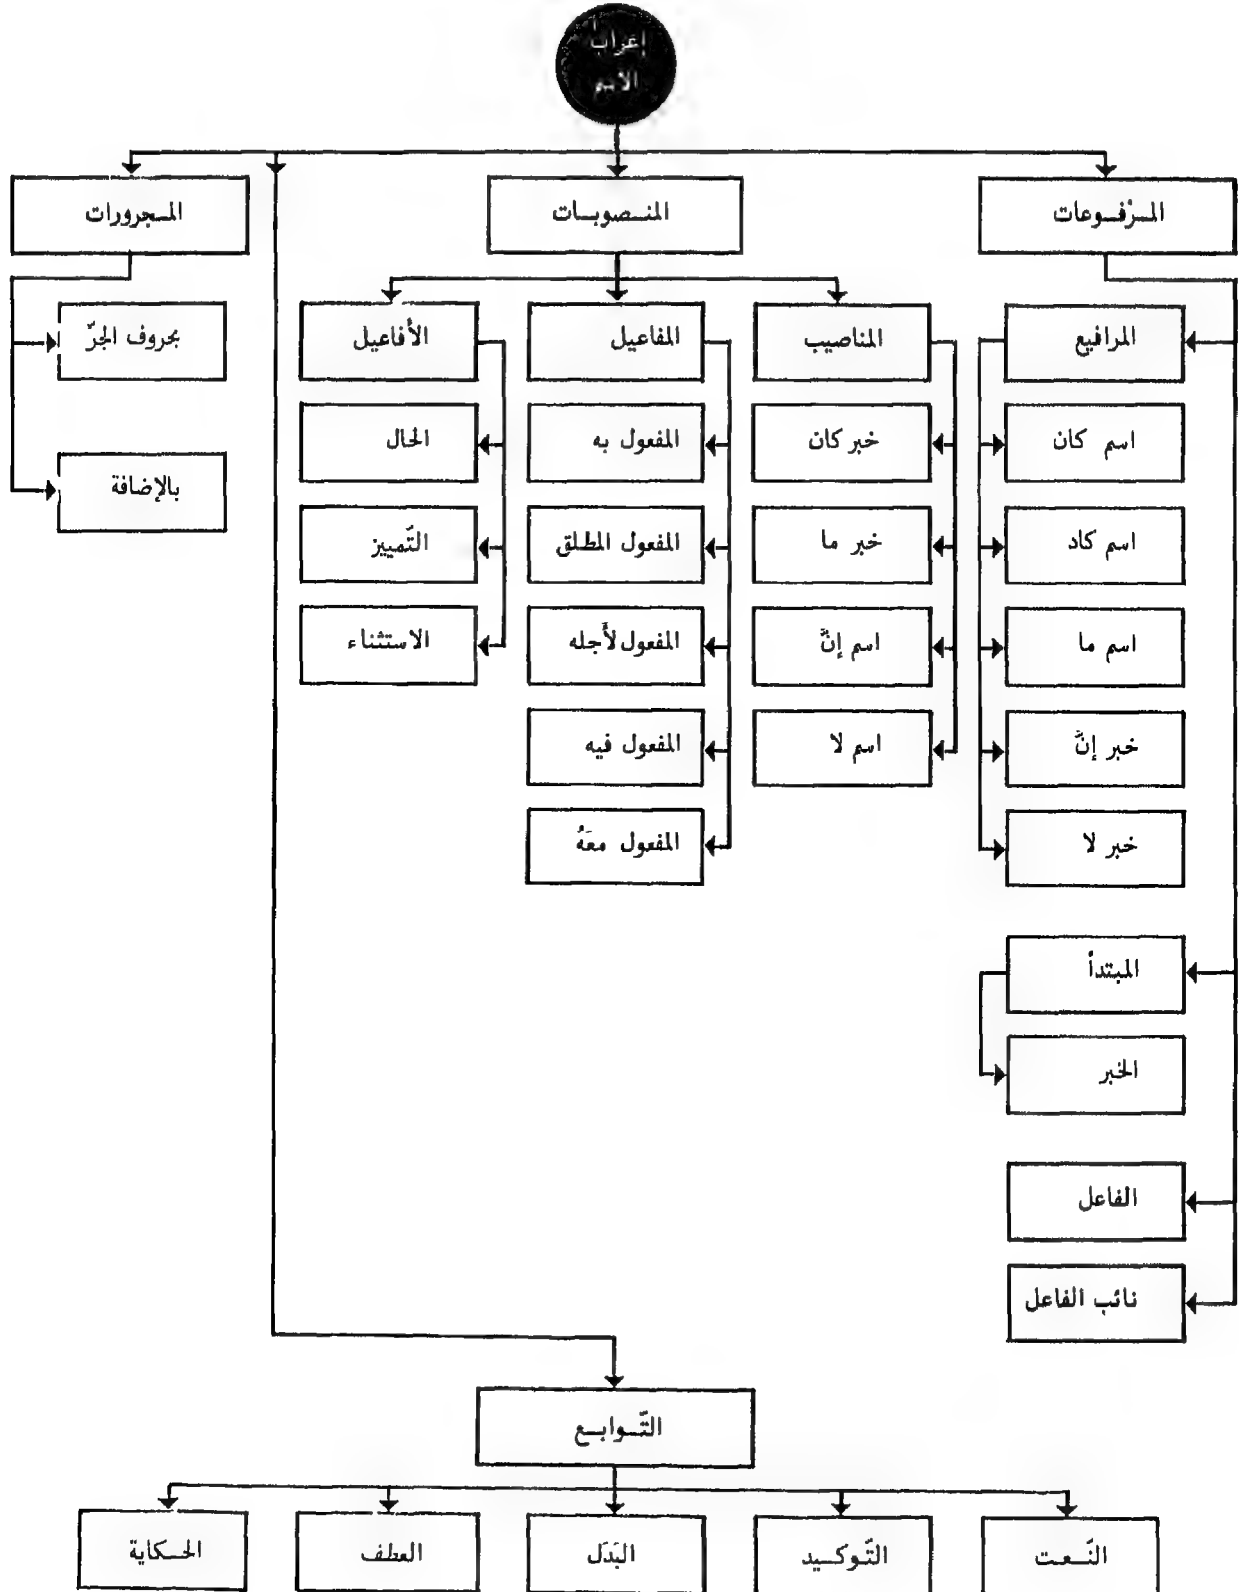 إعراب
الاسم
المرفوعات
المنصوبات
المجرورات
المرافيع
المناصيب
المفاعيل
الأفاعيل
بحروف الجرّ
اسم كان
خبر كان
المفعول به
الحال
بالإضافة
اسم كاد
خبر ما
المفعول المطلق
التّمييز
اسم ما
اسم إنَّ
المفعول لأجله
الاستثناء
خبر إنَّ
اسم لا
المفعول فيه
خبر لا
المفعول معَهُ
المبتدأ
الخبر
الفاعل
نائب الفاعل
التّوابع
النّعت
التّوكيد
البَدَل
العطف
الحكاية